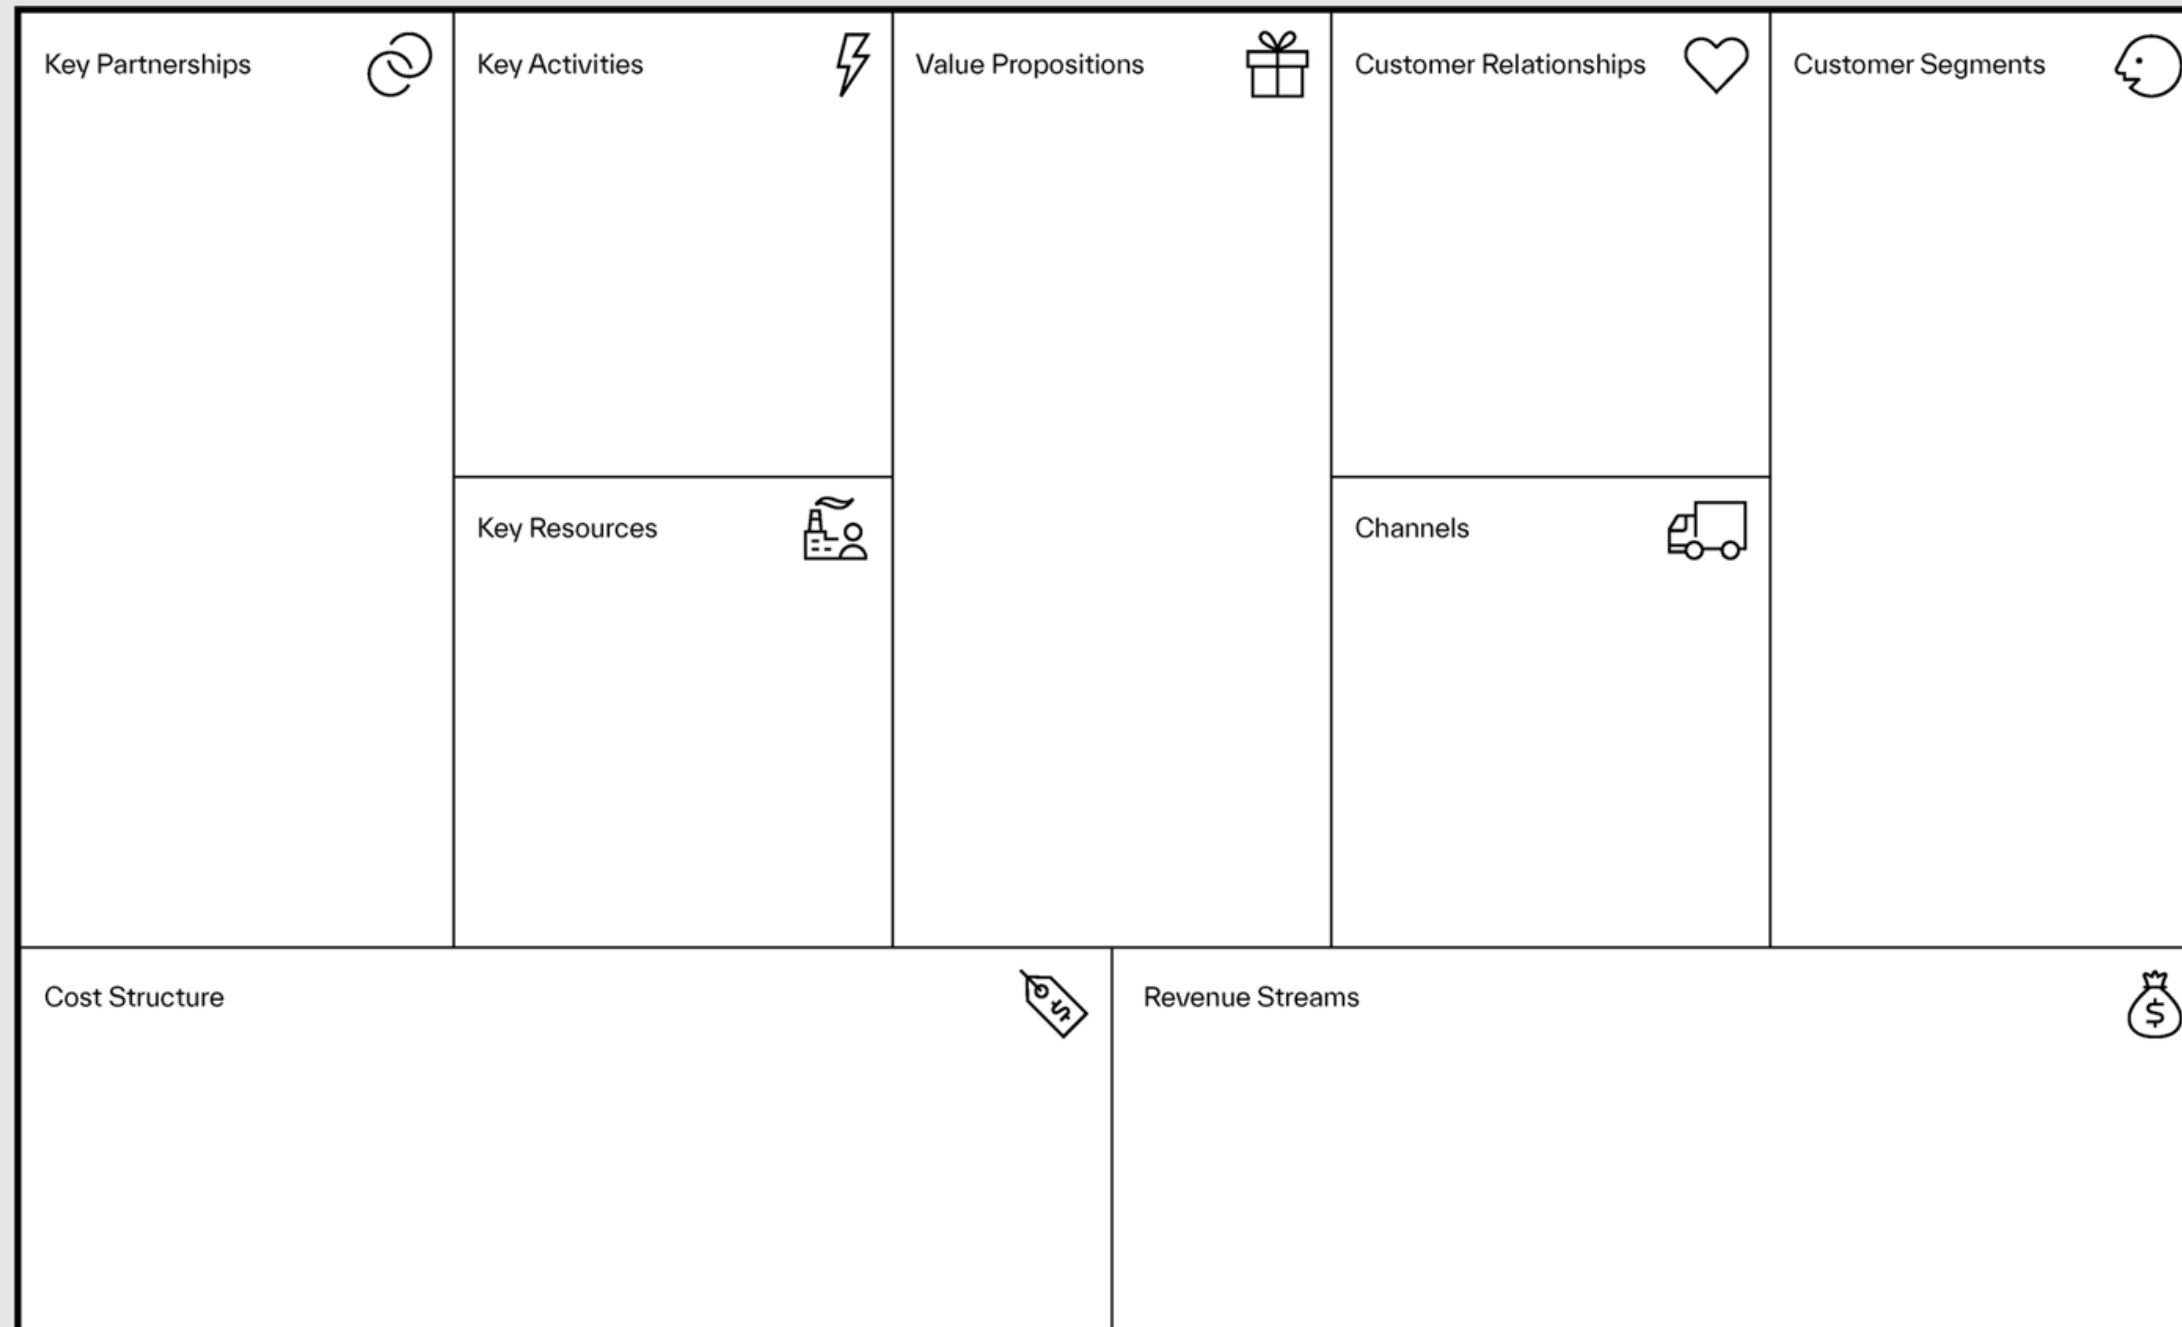 Key Partnerships
Key Activities
Value Propositions
Customer Relationships
Customer Segments
Key Resources
Channels
Cost Structure
$
Revenue Streams
$